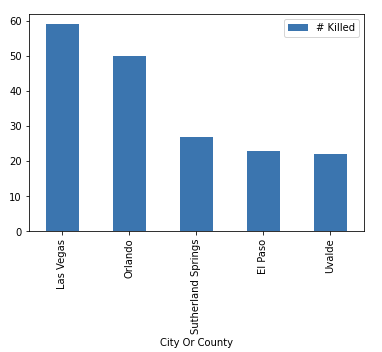 # Killed
60
50
40
30
20
10
0
Las Vegas
Orlando
Sutherland Springs
El Paso
Uvalde
City Or County